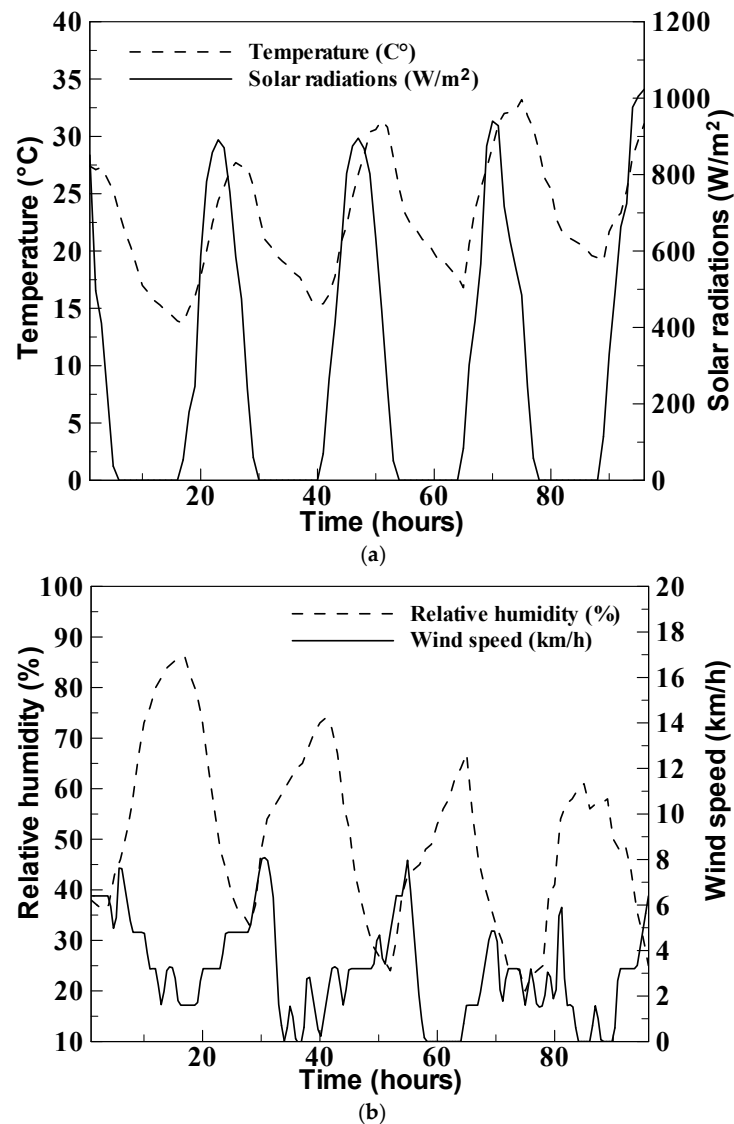 40
35
30
25
20
15
10
5
0
Temperature (°C)
Temperature (C°)
Solar radiations (W/m²)
1200
1000
800
600
400
200
0
Solar radiations (W/m²)
20 40 60 80
Time (hours)
(a)
100
90
80
70
60
50
40
30
20
10
Relative humidity (%)
Relative humidity (%)
Wind speed (km/h)
20
18
16
14
12
10
8
6
4
2
0
Wind speed (km/h)
20 40 60 80
Time (hours)
(b)